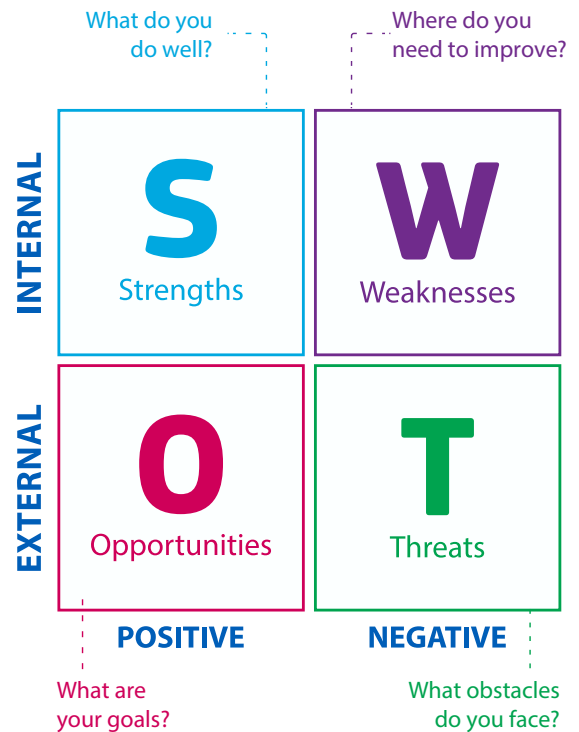 What do you
do well?
Where do you
need to improve?
INTERNAL
S
Strengths
W
Weaknesses
EXTERNAL
O
Opportunities
T
Threats
POSITIVE
NEGATIVE
What are
your goals?
What obstacles
do you face?